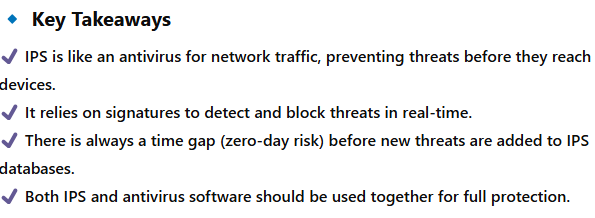 🔹 Key Takeaways
✔ IPS is like an antivirus for network traffic, preventing threats before they reach
devices.
✔ It relies on signatures to detect and block threats in real-time.
✔ There is always a time gap (zero-day risk) before new threats are added to IPS
databases.
✔ Both IPS and antivirus software should be used together for full protection.